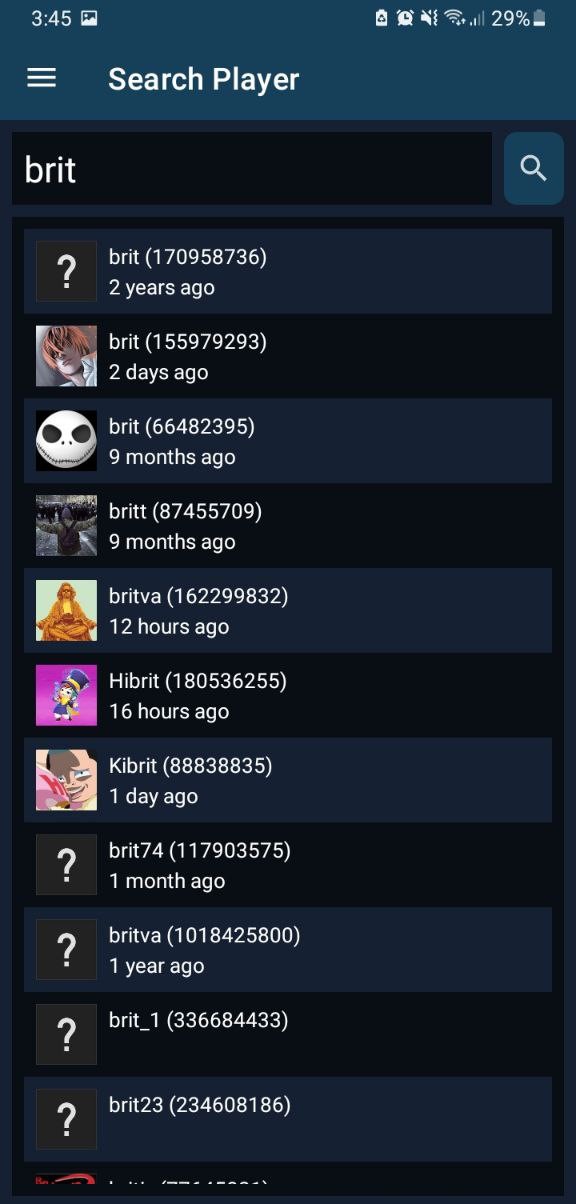 3:45 29%
Search Player
brit
brit (170958736)
2 years ago
brit (155979293)
2 days ago
brit (66482395)
9 months ago
britt (87455709)
9 months ago
britva (162299832)
12 hours ago
Hibrit (180536255)
16 hours ago
Kibrit (88838835)
1 day ago
brit74 (117903575)
1 month ago
britva (1018425800)
1 year ago
brit_1 (336684433)
brit23 (234608186)